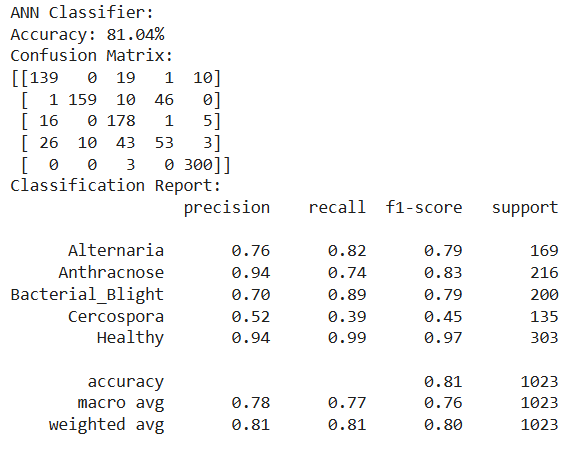 ANN Classifier:
Accuracy: 81.04%
Confusion Matrix:
[[139   0  19   1  10]
 [  1 159  10  46   0]
 [ 16   0 178   1   5]
 [ 26  10  43  53   3]
 [  0   0   3   0 300]]
Classification Report:
                  precision    recall  f1-score   support

      Alternaria       0.76      0.82      0.79       169
     Anthracnose       0.94      0.74      0.83       216
Bacterial_Blight       0.70      0.89      0.79       200
      Cercospora       0.52      0.39      0.45       135
         Healthy       0.94      0.99      0.97       303

        accuracy                           0.81      1023
       macro avg       0.78      0.77      0.76      1023
    weighted avg       0.81      0.81      0.80      1023